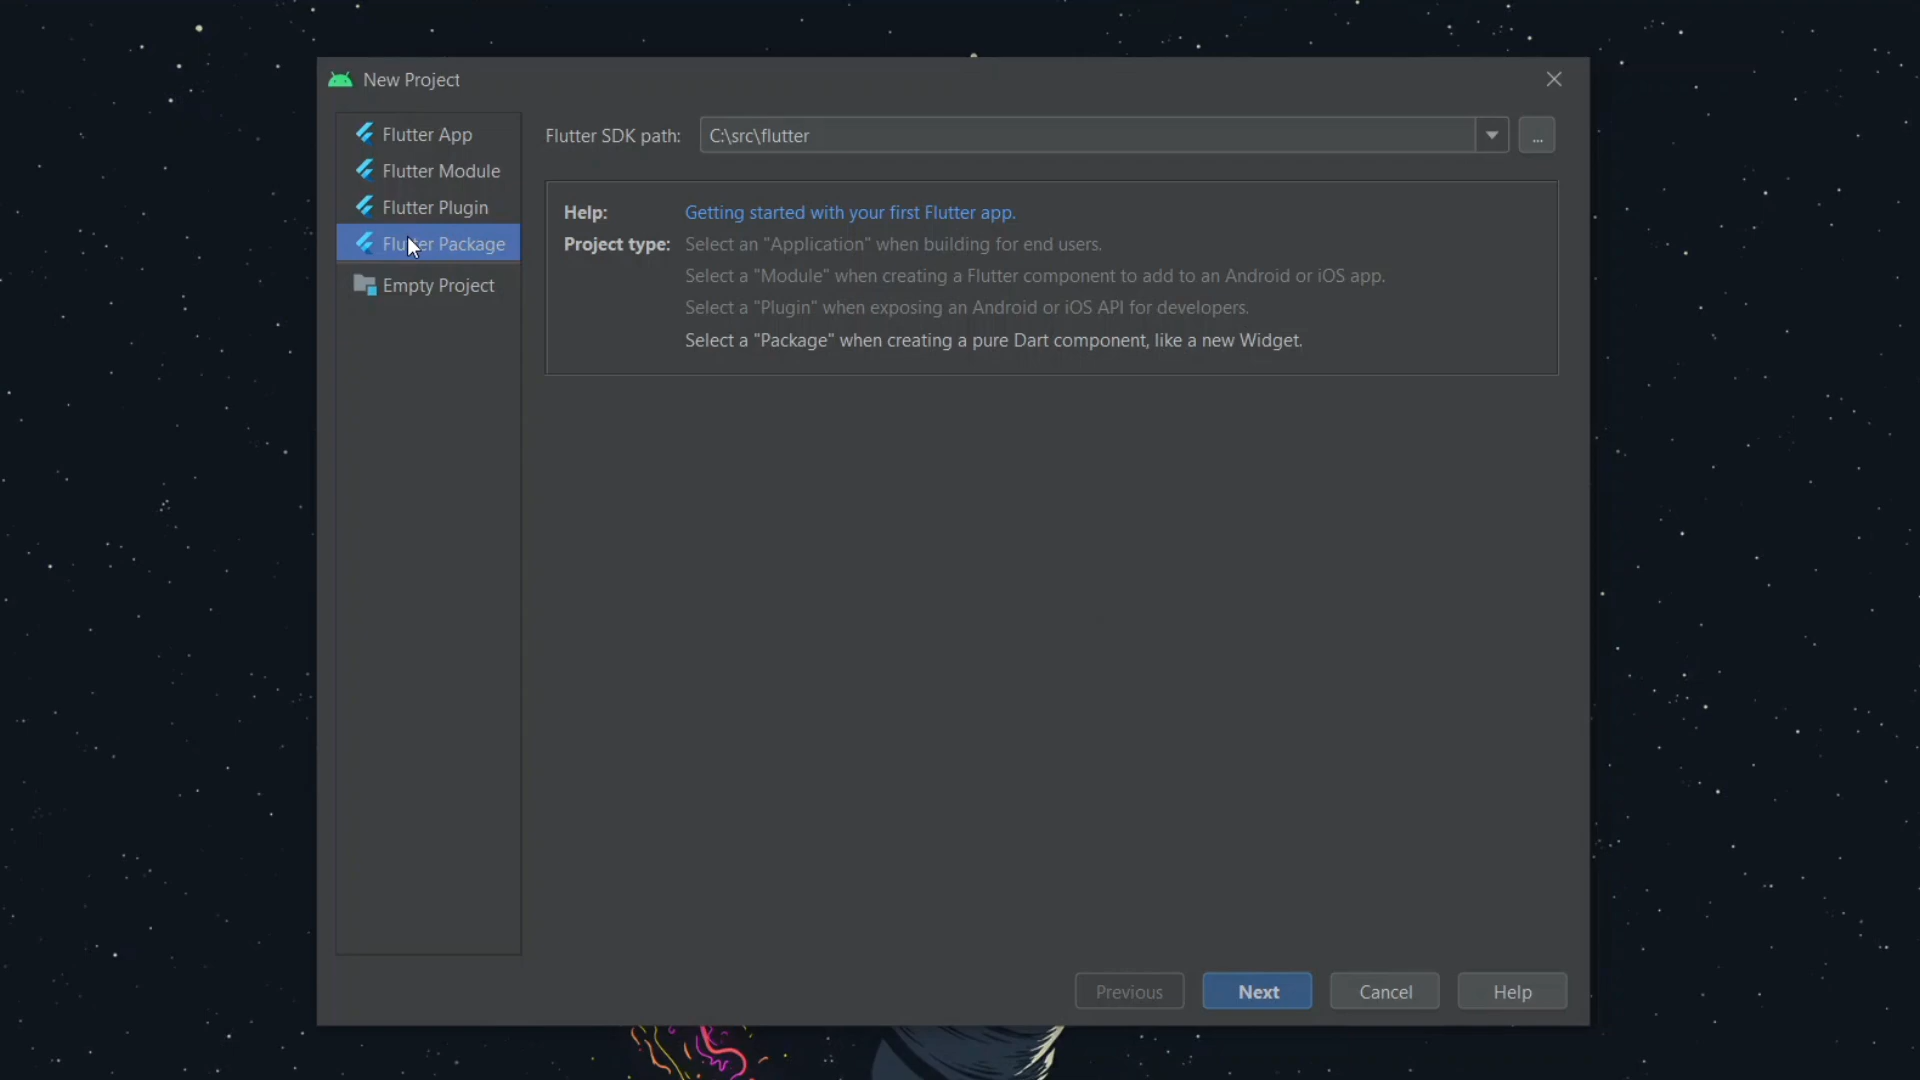 New Project
Flutter App
Flutter Module
Flutter Plugin
Flutter Package
Empty Project
Flutter SDK path: C:\src\flutter ...
Help: Getting started with your first Flutter app.
Project type: Select an "Application" when building for end users.
Select a "Module" when creating a Flutter component to add to an Android or iOS app.
Select a "Plugin" when exposing an Android or iOS API for developers.
Select a "Package" when creating a pure Dart component, like a new Widget.
Previous Next Cancel Help